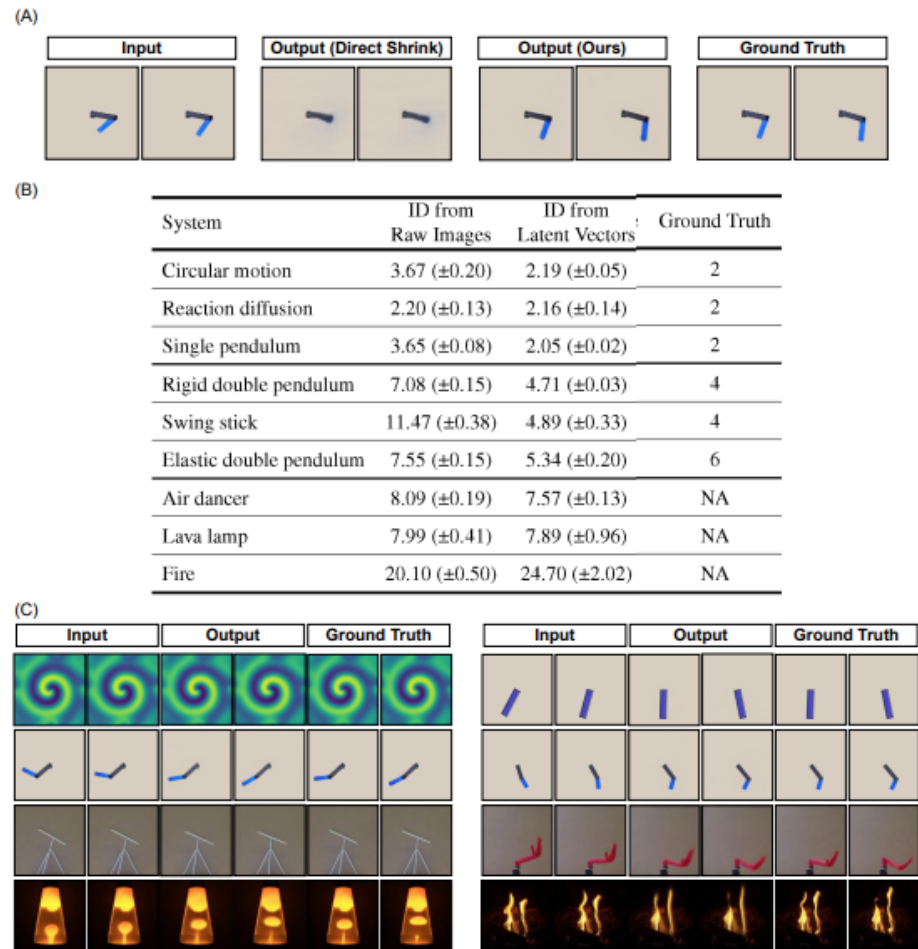 (A)
Input Output (Direct Shrink) Output (Ours) Ground Truth
(B)
System ID from Raw Images ID from Latent Vectors Ground Truth
Circular motion 3.67 (±0.20) 2.19 (±0.05) 2
Reaction diffusion 2.20 (±0.13) 2.16 (±0.14) 2
Single pendulum 3.65 (±0.08) 2.05 (±0.02) 2
Rigid double pendulum 7.08 (±0.15) 4.71 (±0.03) 4
Swing stick 11.47 (±0.38) 4.89 (±0.33) 4
Elastic double pendulum 7.55 (±0.15) 5.34 (±0.20) 6
Air dancer 8.09 (±0.19) 7.57 (±0.13) NA
Lava lamp 7.99 (±0.41) 7.89 (±0.96) NA
Fire 20.10 (±0.50) 24.70 (±2.02) NA
(C)
Input Output Ground Truth Input Output Ground Truth